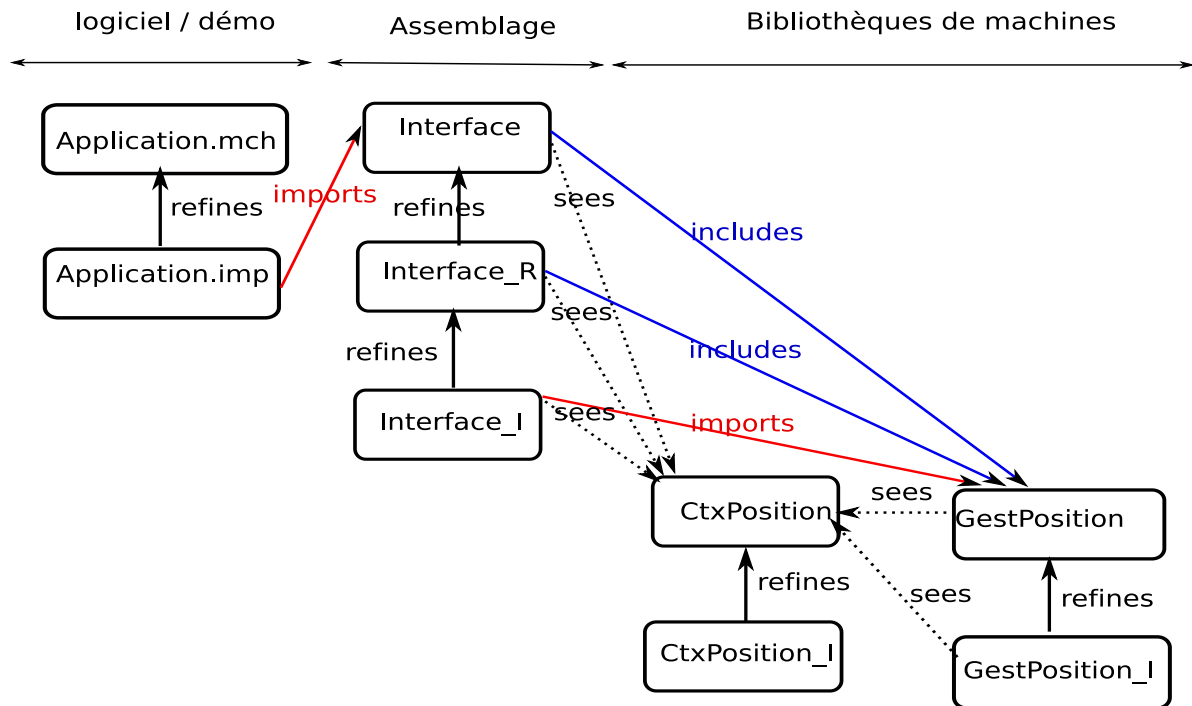 logiciel / démo
Assemblage
Bibliothèques de machines
Application.mch
Interface
refines
imports
refines
sees
includes
Application.imp
Interface_R
sees
includes
refines
Interface_I
sees
imports
CtxPosition
sees
GestPosition
refines
sees
refines
CtxPosition_I
GestPosition_I